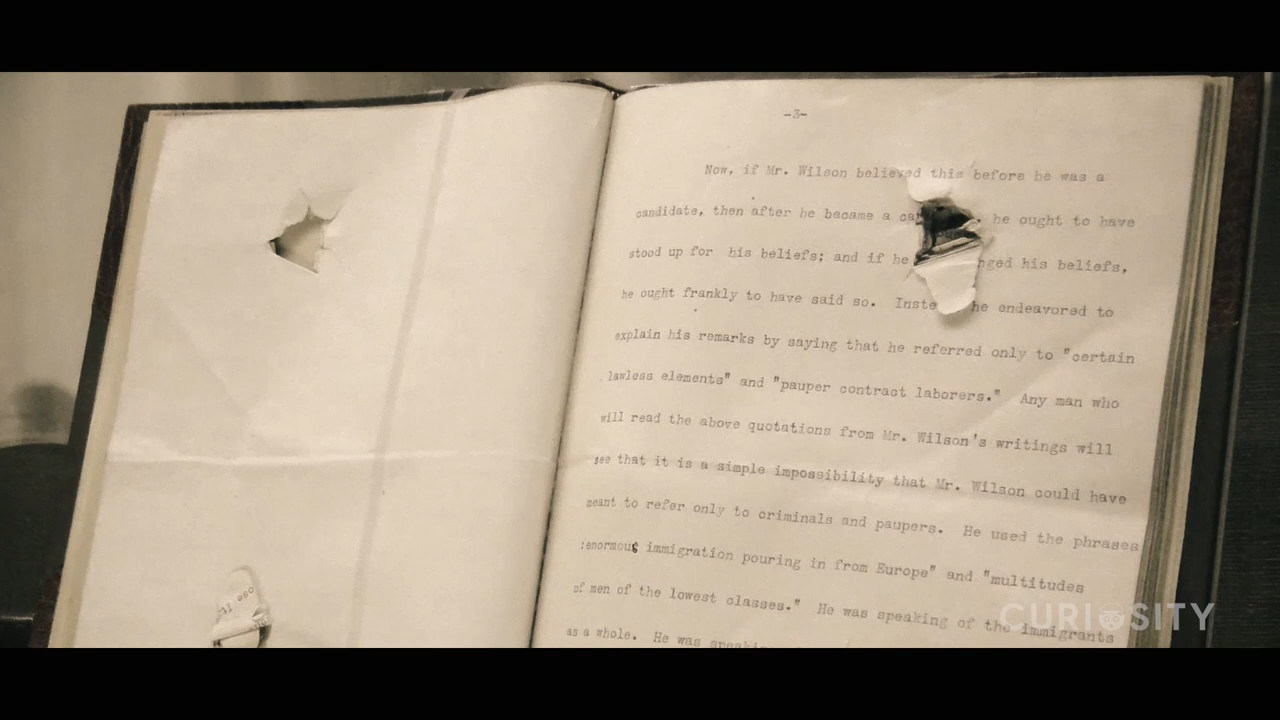 -3-
Now, if Mr. Wilson believed this before he was a
candidate, then after he became a ca he ought to have
stood up for his beliefs; and if he nged his beliefs,
he ought frankly to have said so. Inste he endeavored to
explain his remarks by saying that he referred only to "certain
lawless elements" and "pauper contract laborers." Any man who
will read the above quotations from Mr. Wilson's writings will
see that it is a simple impossibility that Mr. Wilson could have
meant to refer only to criminals and paupers. He used the phrases
"enormous immigration pouring in from Europe" and "multitudes
of men of the lowest classes." He was speaking of the immigrants
as a whole. He was speaki
CURIOSITY